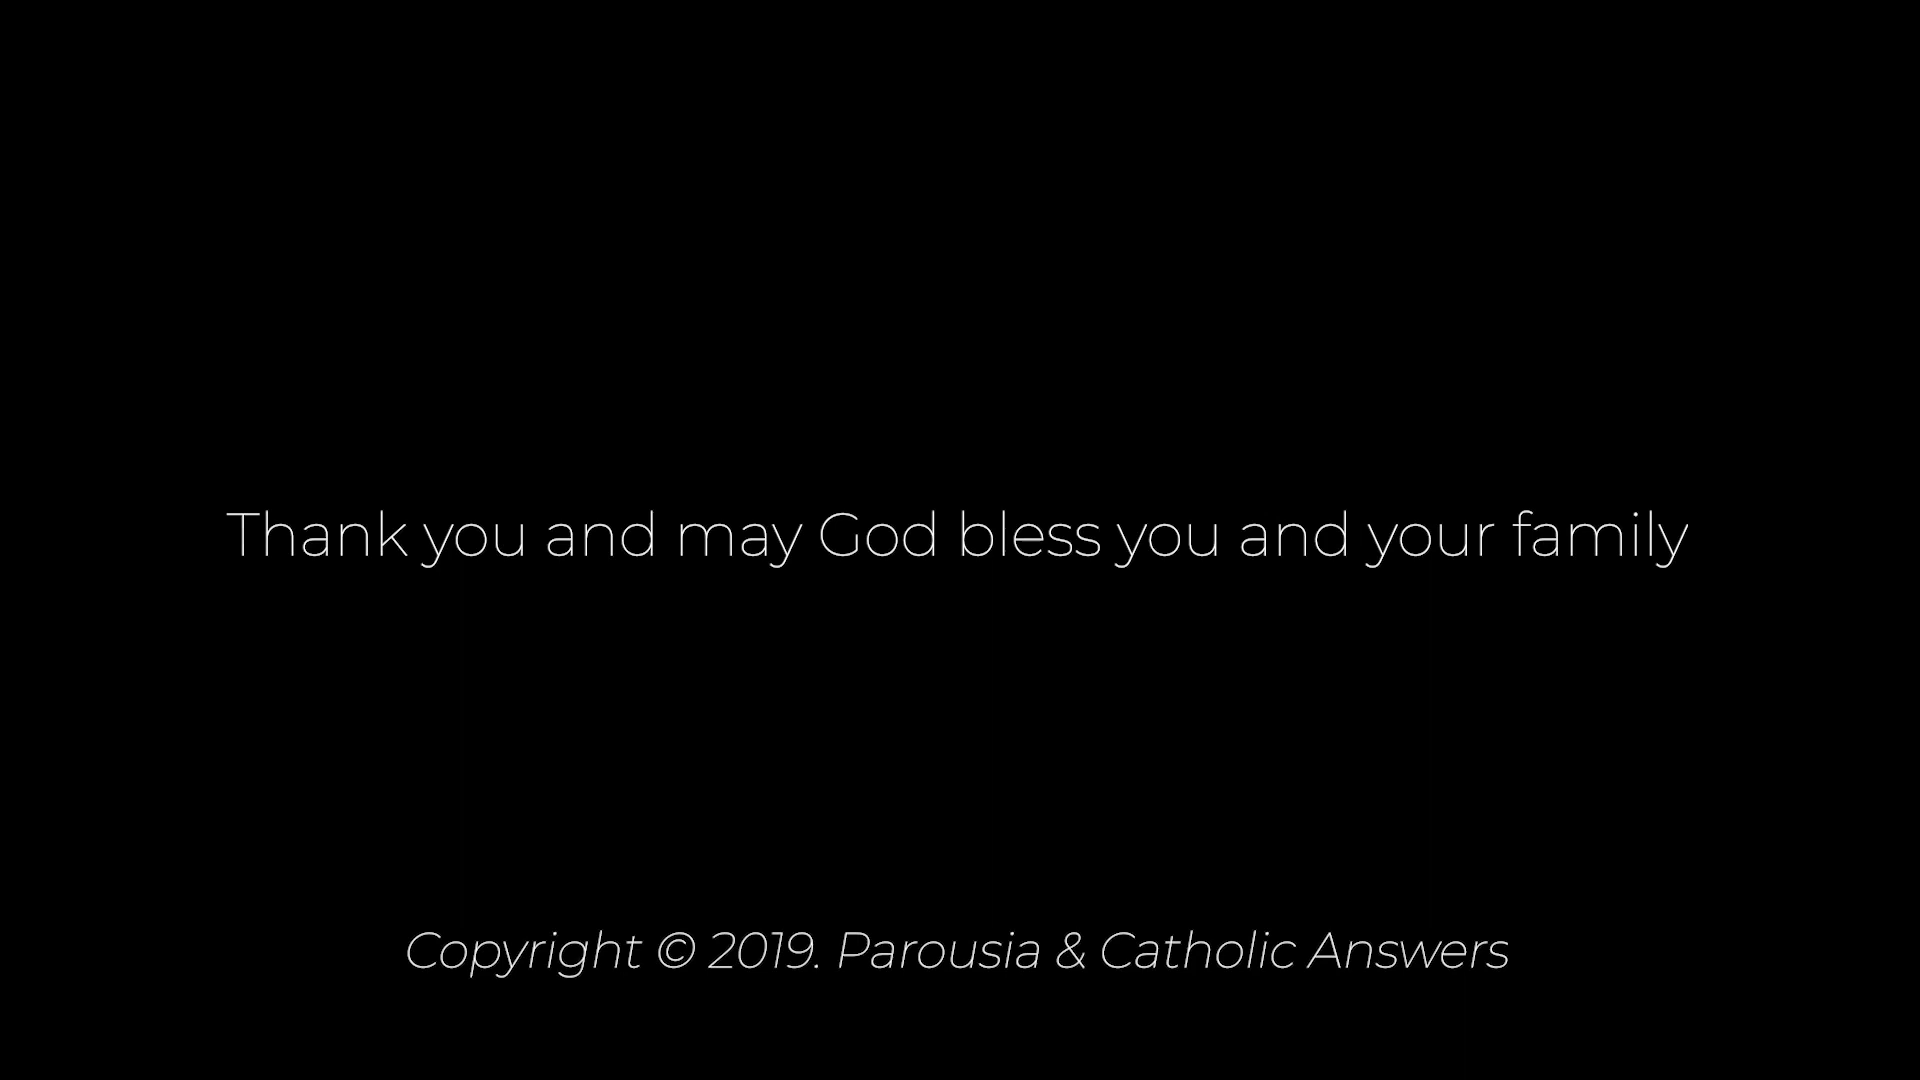 Thank you and may God bless you and your family
Copyright © 2019. Parousia & Catholic Answers